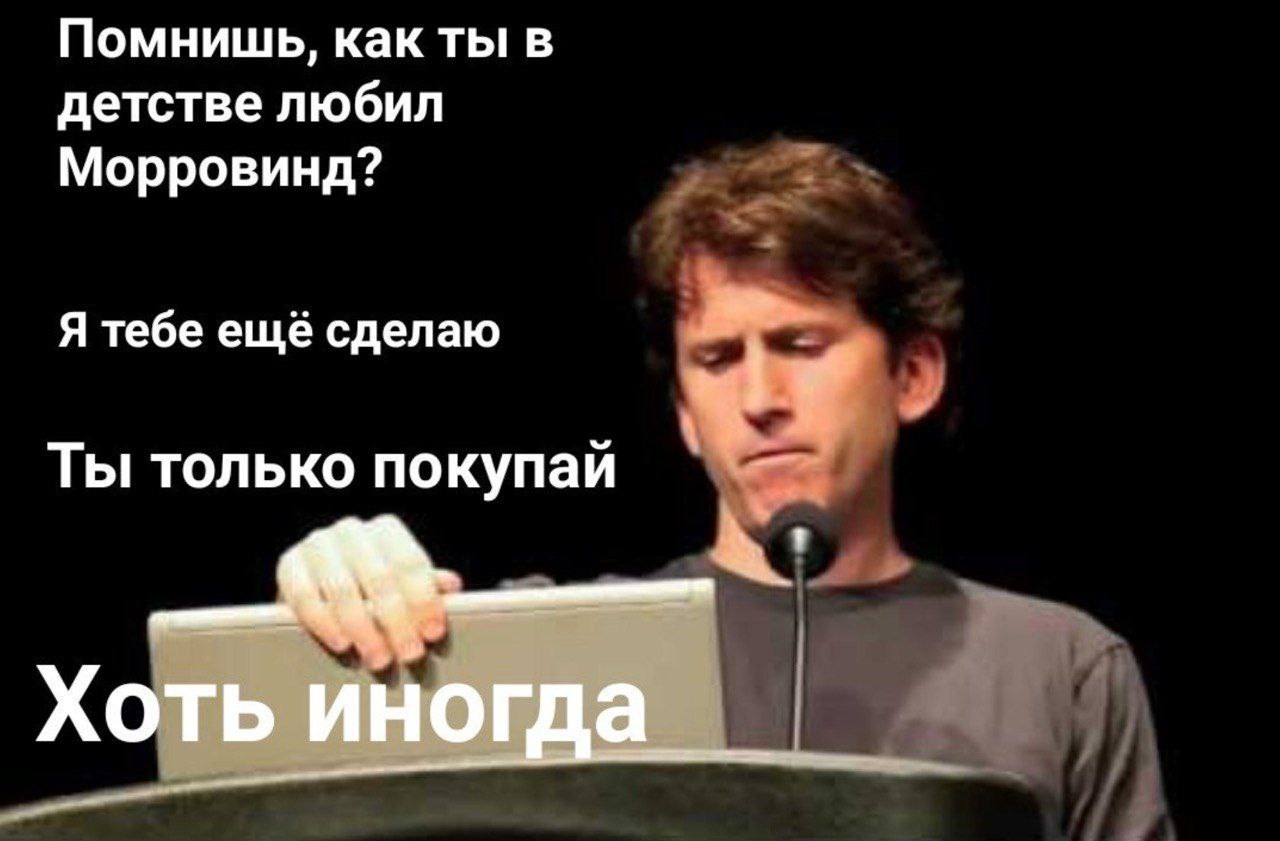 Помнишь, как ты в
детстве любил
Морровинд?
Я тебе ещё сделаю
Ты только покупай
Хоть иногда